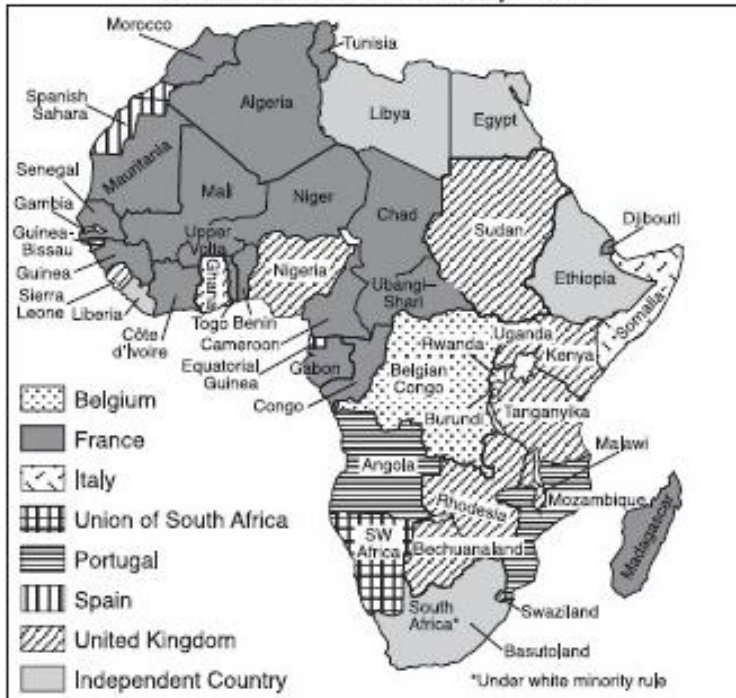 Morocco
Tunisia
Spanish
Sahara
Algeria
Libya
Egypt
Mauritania
Mali
Niger
Chad
Sudan
Senegal
Gambia
Guinea-
Bissau
Guinea
Sierra
Leone
Liberia
Côte
d'Ivoire
Upper
Volta
Ghana
Togo
Benin
Nigeria
Cameroon
Equatorial
Guinea
Gabon
Congo
Ubangi-
Shari
Djibouti
Ethiopia
Somalia
Uganda
Kenya
Rwanda
Belgian
Congo
Burundi
Tanganyika
Malawi
Angola
Mozambique
Rhodesia
SW
Africa
Bechuanaland
Madagascar
South
Africa*
Swaziland
Basutoland
*Under white minority rule
Belgium
France
Italy
Union of South Africa
Portugal
Spain
United Kingdom
Independent Country